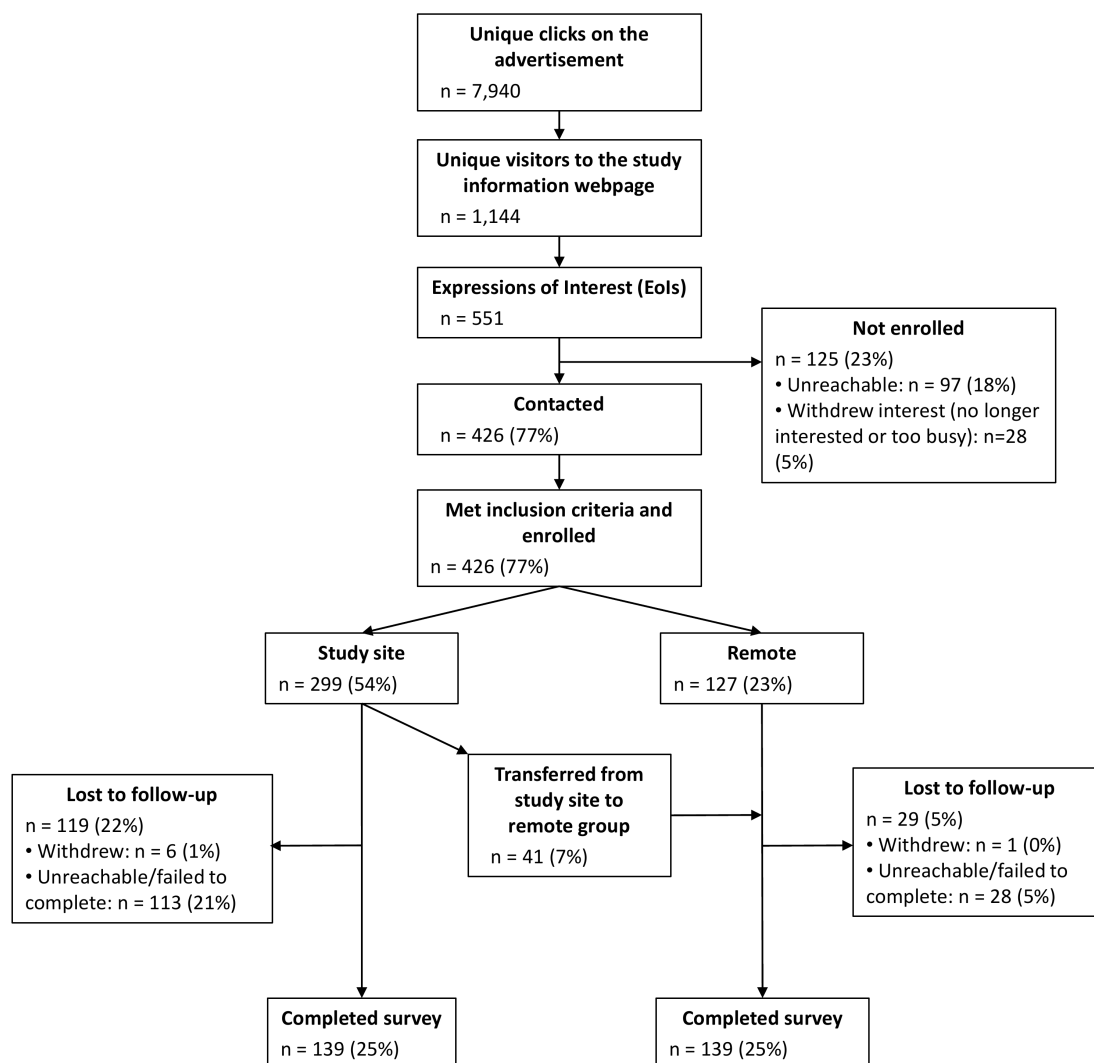 Unique clicks on the
advertisement
n = 7,940
Unique visitors to the study
information webpage
n = 1,144
Expressions of Interest (EoIs)
n = 551
Not enrolled
n = 125 (23%)
• Unreachable: n = 97 (18%)
• Withdrew interest (no longer
interested or too busy): n=28
(5%)
Contacted
n = 426 (77%)
Met inclusion criteria and
enrolled
n = 426 (77%)
Study site
n = 299 (54%)
Remote
n = 127 (23%)
Transferred from
study site to
remote group
n = 41 (7%)
Lost to follow-up
n = 119 (22%)
• Withdrew: n = 6 (1%)
• Unreachable/failed to
complete: n = 113 (21%)
Lost to follow-up
n = 29 (5%)
• Withdrew: n = 1 (0%)
• Unreachable/failed to
complete: n = 28 (5%)
Completed survey
n = 139 (25%)
Completed survey
n = 139 (25%)